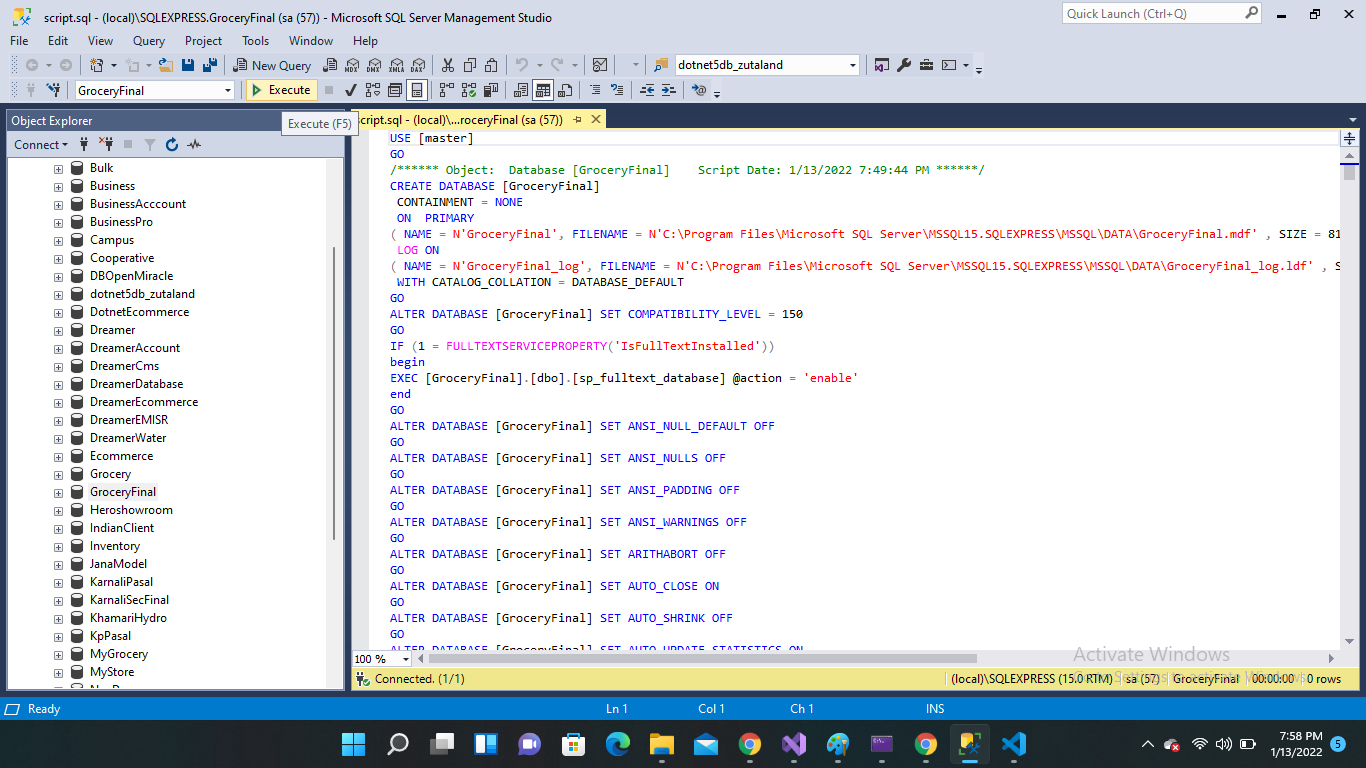 script.sql - (local)\SQLEXPRESS.GroceryFinal (sa (57)) - Microsoft SQL Server Management Studio
Quick Launch (Ctrl+Q)
File Edit View Query Project Tools Window Help
New Query
MDX DMX XMLA DAX
dotnet5db_zutaland
GroceryFinal
Execute
Execute (F5)
Object Explorer
Connect
Bulk
Business
BusinessAcccount
BusinessPro
Campus
Cooperative
DBOpenMiracle
dotnet5db_zutaland
DotnetEcommerce
Dreamer
DreamerAccount
DreamerCms
DreamerDatabase
DreamerEcommerce
DreamerEMISR
DreamerWater
Ecommerce
Grocery
GroceryFinal
Heroshowroom
IndianClient
Inventory
JanaModel
KarnaliPasal
KarnaliSecFinal
KhamariHydro
KpPasal
MyGrocery
MyStore
script.sql - (local)\...roceryFinal (sa (57))
USE [master]
GO
/****** Object:  Database [GroceryFinal]    Script Date: 1/13/2022 7:49:44 PM ******/
CREATE DATABASE [GroceryFinal]
CONTAINMENT = NONE
ON  PRIMARY
( NAME = N'GroceryFinal', FILENAME = N'C:\Program Files\Microsoft SQL Server\MSSQL15.SQLEXPRESS\MSSQL\DATA\GroceryFinal.mdf' , SIZE = 81
LOG ON
( NAME = N'GroceryFinal_log', FILENAME = N'C:\Program Files\Microsoft SQL Server\MSSQL15.SQLEXPRESS\MSSQL\DATA\GroceryFinal_log.ldf' , S
WITH CATALOG_COLLATION = DATABASE_DEFAULT
GO
ALTER DATABASE [GroceryFinal] SET COMPATIBILITY_LEVEL = 150
GO
IF (1 = FULLTEXTSERVICEPROPERTY('IsFullTextInstalled'))
begin
EXEC [GroceryFinal].[dbo].[sp_fulltext_database] @action = 'enable'
end
GO
ALTER DATABASE [GroceryFinal] SET ANSI_NULL_DEFAULT OFF
GO
ALTER DATABASE [GroceryFinal] SET ANSI_NULLS OFF
GO
ALTER DATABASE [GroceryFinal] SET ANSI_PADDING OFF
GO
ALTER DATABASE [GroceryFinal] SET ANSI_WARNINGS OFF
GO
ALTER DATABASE [GroceryFinal] SET ARITHABORT OFF
GO
ALTER DATABASE [GroceryFinal] SET AUTO_CLOSE ON
GO
ALTER DATABASE [GroceryFinal] SET AUTO_SHRINK OFF
GO
ALTER DATABASE [GroceryFinal] SET AUTO_UPDATE_STATISTICS ON
100 %
Activate Windows
Connected. (1/1)
(local)\SQLEXPRESS (15.0 RTM) sa (57) GroceryFinal 00:00:00 0 rows
Ready
Ln 1
Col 1
Ch 1
INS
7:58 PM
1/13/2022
5